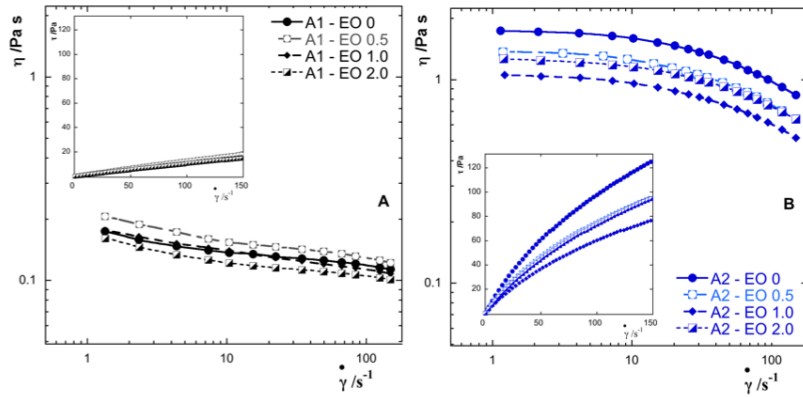 A1 - EO 0
A1 - EO 0.5
A1 - EO 1.0
A1 - EO 2.0
η /Pa s
1
0.1
τ /Pa
120
100
80
60
40
20
0
50
100
150
γ̇ /s⁻¹
A
1
10
100
γ̇ /s⁻¹
η /Pa s
1
0.1
τ /Pa
120
100
80
60
40
20
0
50
100
150
γ̇ /s⁻¹
B
A2 - EO 0
A2 - EO 0.5
A2 - EO 1.0
A2 - EO 2.0
1
10
100
γ̇ /s⁻¹